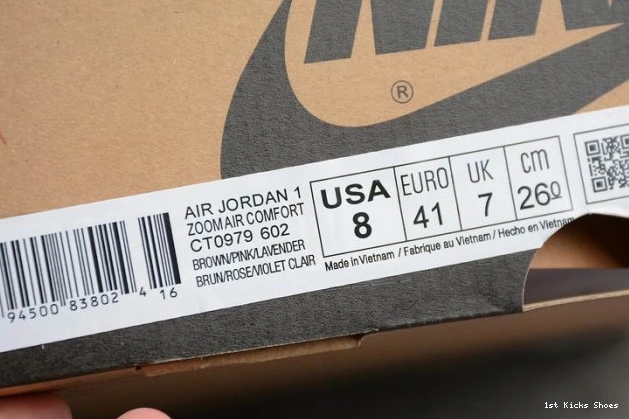 NIKE
®
AIR JORDAN 1
ZOOM AIR COMFORT
CT0979 602
BROWN/PINK/LAVENDER
BRUN/ROSE/VIOLET CLAIR
USA
8
EURO
41
UK
7
cm
26º
Made in Vietnam / Fabrique au Vietnam / Hecho en Vietnam
94500 83802 4 16
1st Kicks Shoes